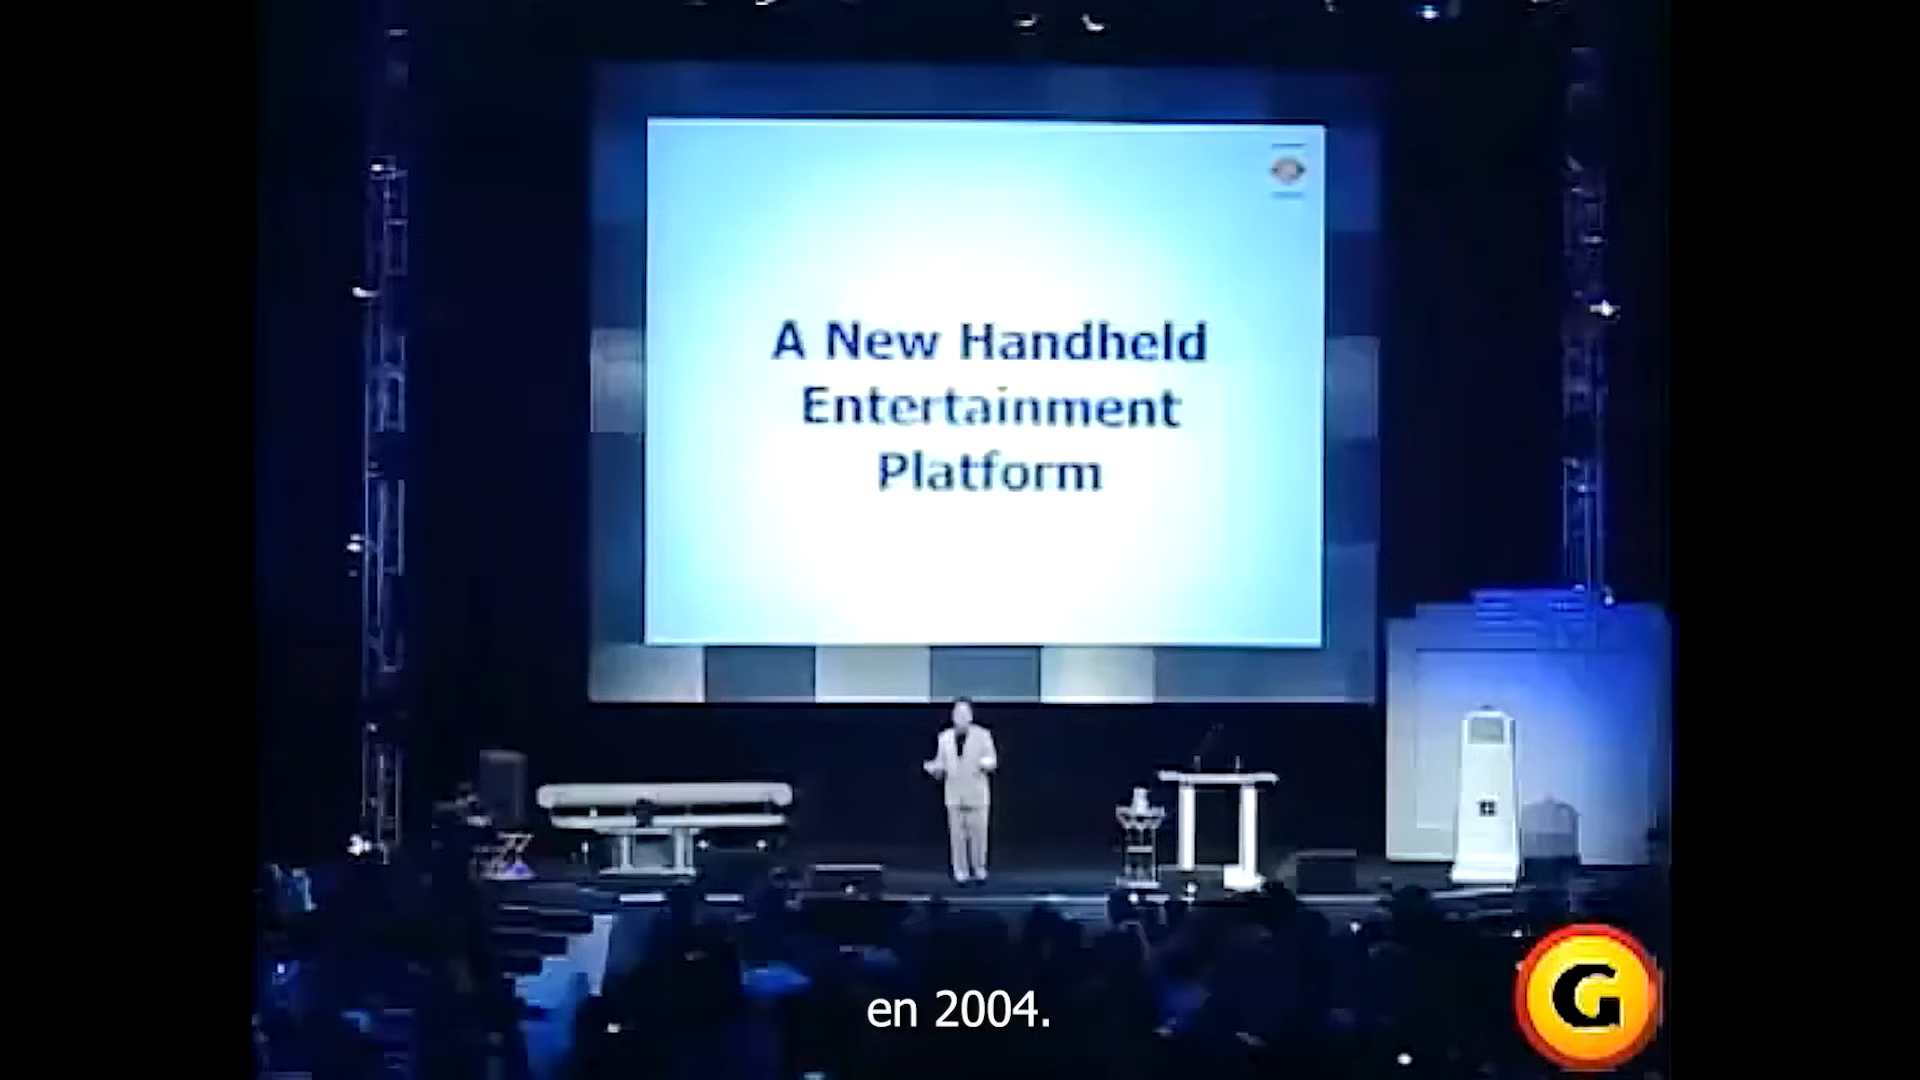 A New Handheld
Entertainment
Platform
en 2004.
G